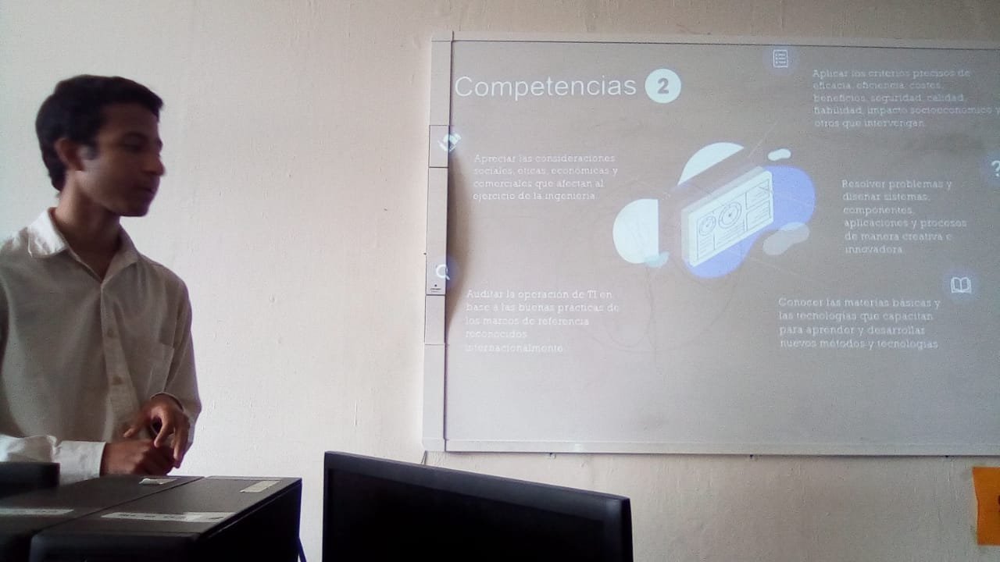 Competencias 2
Aplicar los criterios precisos de
eficacia, eficiencia, costes,
beneficios, seguridad, calidad,
fiabilidad, impacto socioeconómico y
otros que intervengan.
Apreciar las consideraciones
sociales, éticas, económicas y
comerciales que afectan al
ejercicio de la ingeniería.
Resolver problemas y
diseñar sistemas,
componentes,
aplicaciones y procesos
de manera creativa e
innovadora.
Auditar la operación de TI en
base a las buenas prácticas de
los marcos de referencia
reconocidos
internacionalmente.
Conocer las materias básicas y
las tecnologías que capacitan
para aprender y desarrollar
nuevos métodos y tecnologías